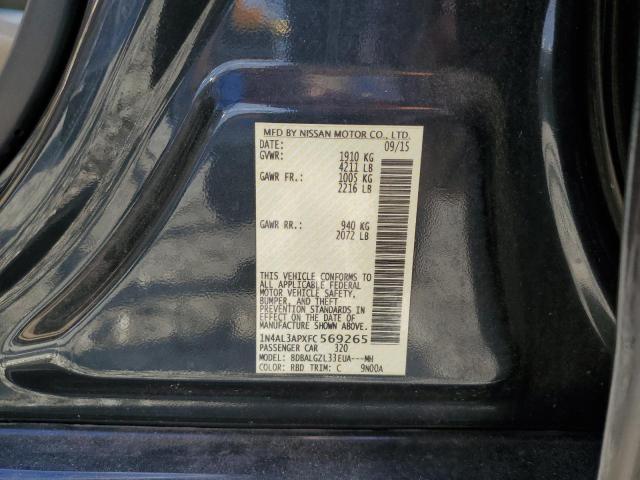 MFD BY NISSAN MOTOR CO., LTD.
DATE: 09/15
GVWR: 1910 KG
4211 LB
GAWR FR.: 1005 KG
2216 LB
GAWR RR.: 940 KG
2072 LB
THIS VEHICLE CONFORMS TO
ALL APPLICABLE FEDERAL
MOTOR VEHICLE SAFETY,
BUMPER, AND THEFT
PREVENTION STANDARDS IN
EFFECT ON THE DATE OF
MANUFACTURE SHOWN ABOVE.
1N4AL3APXFC569265
PASSENGER CAR 320
MODEL: BDBALGZL33EUA---MH
COLOR: RBD TRIM: C 9N00A